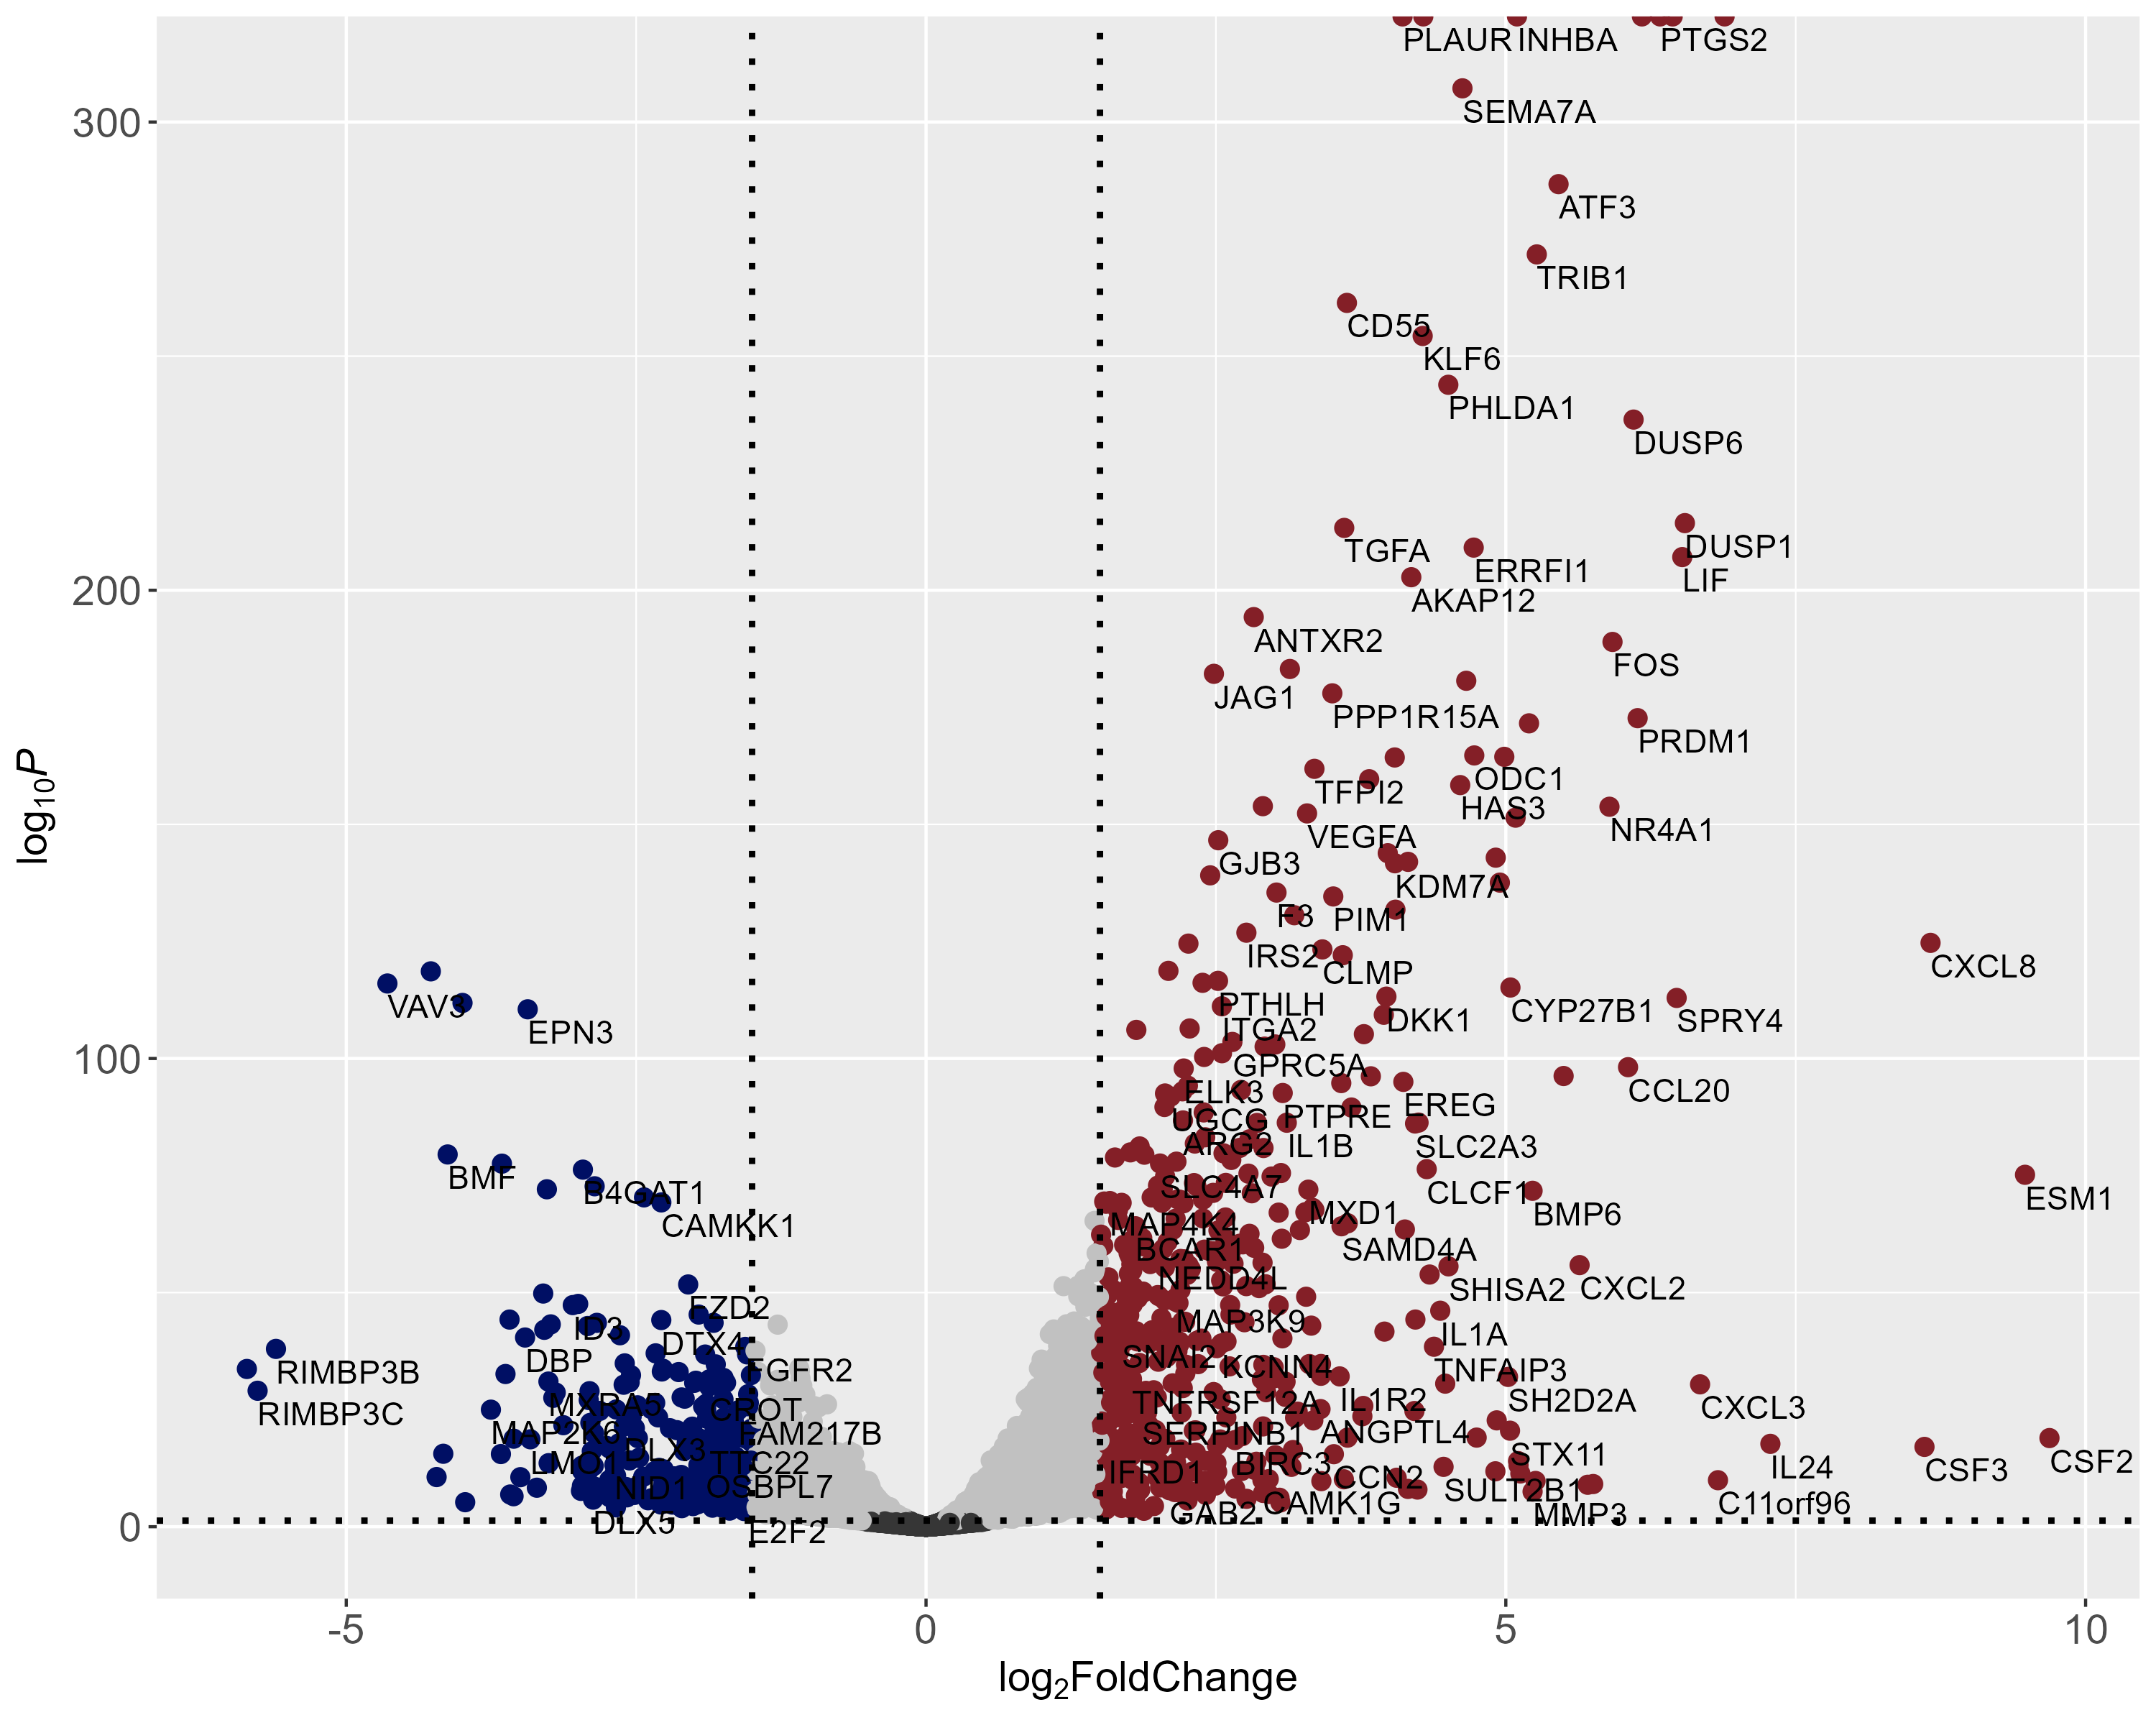 PLAUR INHBA PTGS2
300
SEMA7A
ATF3
TRIB1
CD55
KLF6
PHLDA1
DUSP6
DUSP1
TGFA
ERRFI1
LIF
200
AKAP12
ANTXR2
FOS
JAG1
PPP1R15A
PRDM1
ODC1
TFPI2
HAS3
NR4A1
VEGFA
GJB3
KDM7A
F3
PIM1
IRS2
CXCL8
CLMP
VAV3
PTHLH
CYP27B1
DKK1
SPRY4
EPN3
ITGA2
100
GPRC5A
ELK3
CCL20
EREG
UGCG
PTPRE
ARG2
IL1B
SLC2A3
BMF
B4GAT1
SLC4A7
CLCF1
ESM1
MXD1
BMP6
CAMKK1
MAP4K4
BCAR1
SAMD4A
NEDD4L
SHISA2
CXCL2
FZD2
MAP3K9
ID3
IL1A
DTX4
SNAI2
DBP
RIMBP3B
FGFR2
KCNN4
TNFAIP3
SH2D2A
MXRA5
CROT
TNFRSF12A
IL1R2
CXCL3
RIMBP3C
MAP2K6
FAM217B
SERPINB1
ANGPTL4
DLX3
STX11
LMO1
TTC22
BIRC3
IL24
CSF3
CSF2
IFRD1
CCN2
NID1
OSBPL7
SULT2B1
CAMK1G
C11orf96
GAB2
MMP3
DLX5
0
E2F2
-5
0
5
10
log2FoldChange
log10P